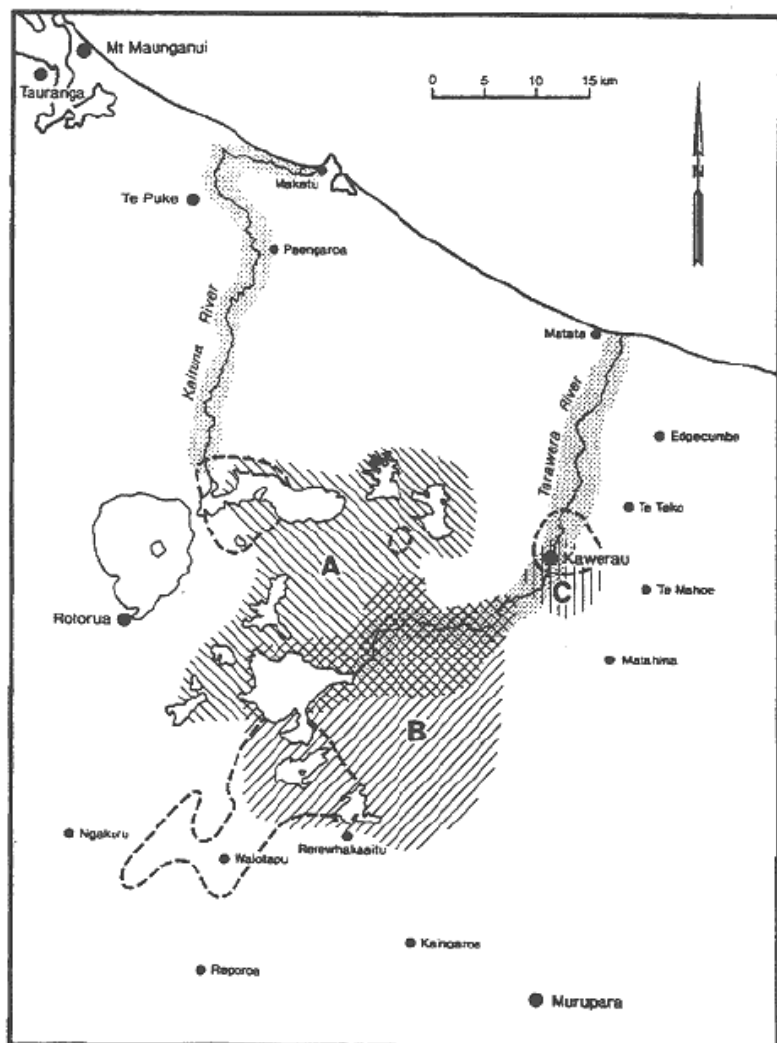 Mt Maunganui
Tauranga
0 5 10 15 km
N
Maketu
Te Puke
Paengaroa
Kaituna River
Matata
Tarawera River
Edgecumbe
Te Teko
Kawerau
A
C
Te Mahoe
Rotorua
Matahina
B
Ngakuru
Rerewhakaaitu
Waiotapu
Kaingaroa
Reporoa
Murupara